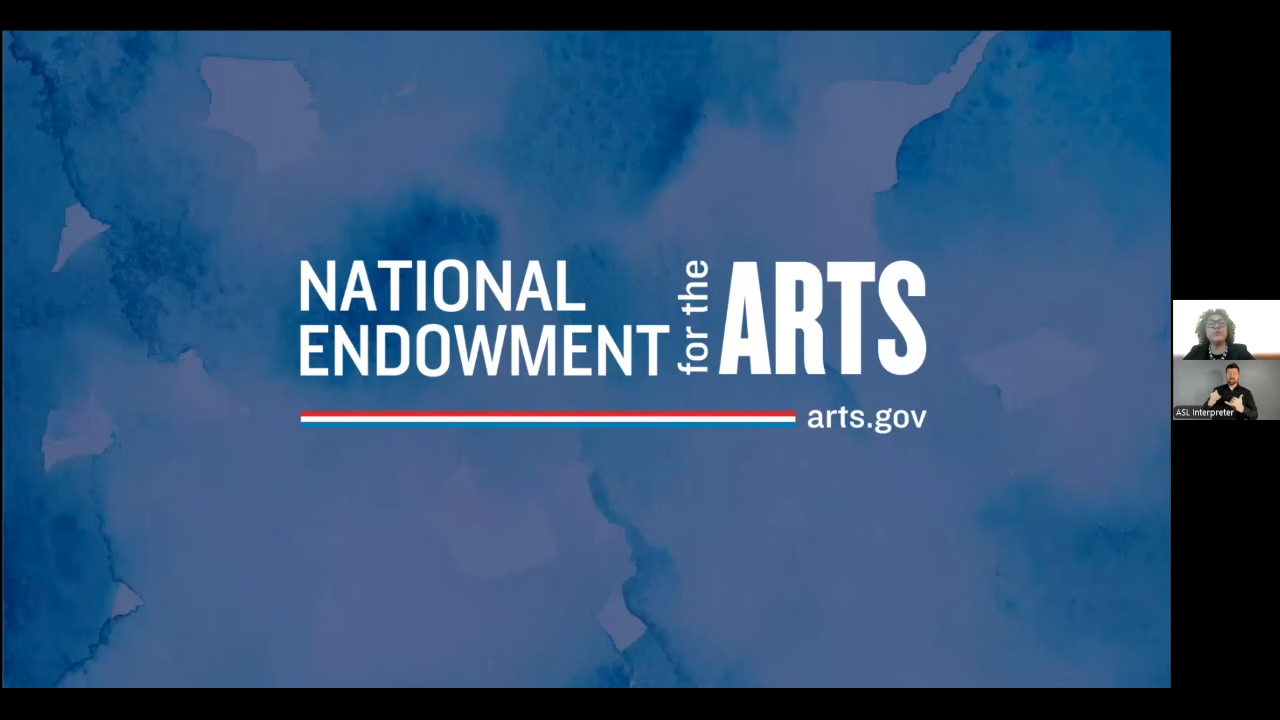 NATIONAL
ENDOWMENT
for the
ARTS
arts.gov
ASL Interpreter